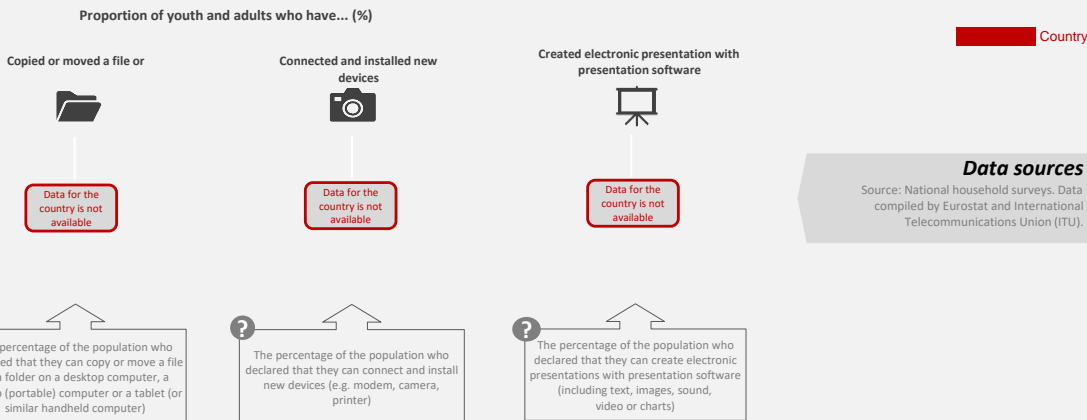 Proportion of youth and adults who have... (%)
Country
Copied or moved a file or
Connected and installed new
devices
Created electronic presentation with
presentation software
Data for the
country is not
available
Data for the
country is not
available
Data for the
country is not
available
Data sources
Source: National household surveys. Data
compiled by Eurostat and International
Telecommunications Union (ITU).
percentage of the population who
that they can copy or move a file
folder on a desktop computer, a
(portable) computer or a tablet (or
similar handheld computer)
?
The percentage of the population who
declared that they can connect and install
new devices (e.g. modem, camera,
printer)
?
The percentage of the population who
declared that they can create electronic
presentations with presentation software
(including text, images, sound,
video or charts)